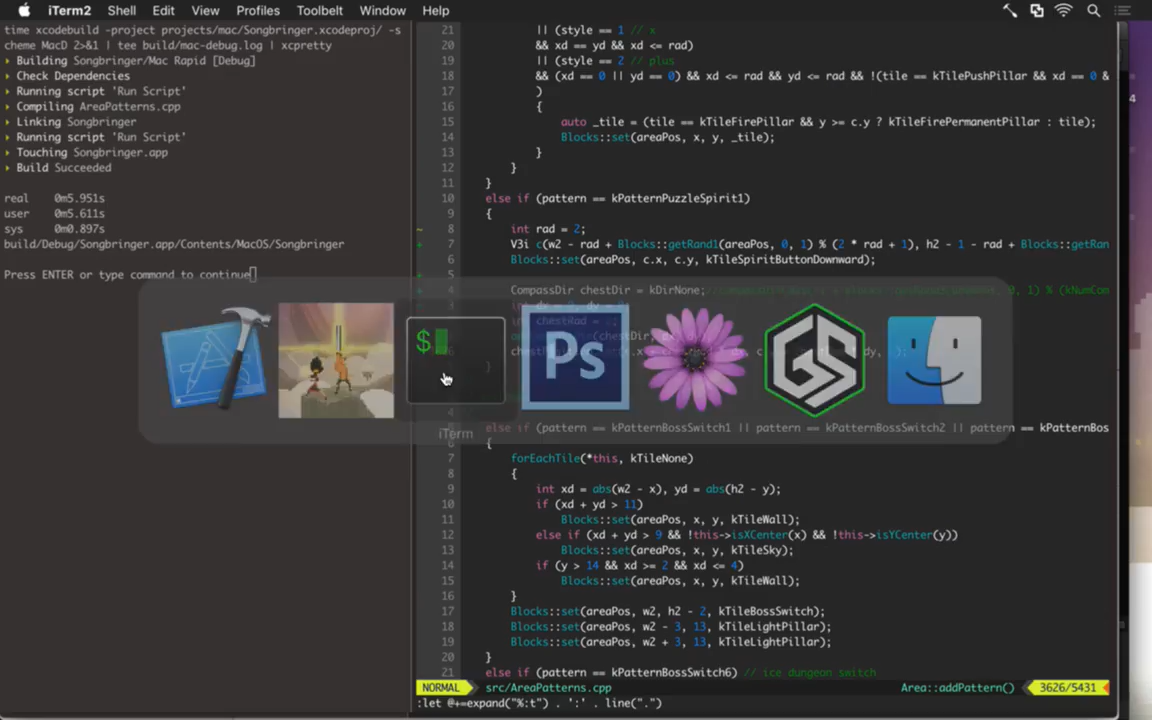 iTerm2 Shell Edit View Profiles Toolbelt Window Help
time xcodebuild -project projects/mac/Songbringer.xcodeproj/ -s
cheme MacD 2>&1 | tee build/mac-debug.log | xcpretty
Building Songbringer/Mac Rapid [Debug]
Check Dependencies
Running script 'Run Script'
Compiling AreaPatterns.cpp
Linking Songbringer
Running script 'Run Script'
Touching Songbringer.app
Build Succeeded
real 0m5.951s
user 0m5.611s
sys 0m0.897s
build/Debug/Songbringer.app/Contents/MacOS/Songbringer
Press ENTER or type command to continue
21 || (style == 1 // x
20 && xd == yd && xd <= rad)
19 || (style == 2 // plus
18 && (xd == 0 || yd == 0) && xd <= rad && yd <= rad && !(tile == kTilePushPillar && xd == 0 &
17 )
16 {
15 auto _tile = (tile == kTileFirePillar && y >= c.y ? kTileFirePermanentPillar : tile);
14 Blocks::set(areaPos, x, y, _tile);
13 }
12 }
11 }
10 else if (pattern == kPatternPuzzleSpirit1)
9 {
~ 8 int rad = 2;
+ 7 V3i c(w2 - rad + Blocks::getRand1(areaPos, 0, 1) % (2 * rad + 1), h2 - 1 - rad + Blocks::getRan
+ 6 Blocks::set(areaPos, c.x, c.y, kTileSpiritButtonDownward);
+ 5
+ 4 CompassDir chestDir = kDirNone;
$
Ps
GS
iTerm
else if (pattern == kPatternBossSwitch1 || pattern == kPatternBossSwitch2 || pattern == kPatternBos
6 {
7 forEachTile(*this, kTileNone)
8 {
9 int xd = abs(w2 - x), yd = abs(h2 - y);
10 if (xd + yd > 11)
11 Blocks::set(areaPos, x, y, kTileWall);
12 else if (xd + yd > 9 && !this->isXCenter(x) && !this->isYCenter(y))
13 Blocks::set(areaPos, x, y, kTileSky);
14 if (y > 14 && xd >= 2 && xd <= 4)
15 Blocks::set(areaPos, x, y, kTileWall);
16 }
17 Blocks::set(areaPos, w2, h2 - 2, kTileBossSwitch);
18 Blocks::set(areaPos, w2 - 3, 13, kTileLightPillar);
19 Blocks::set(areaPos, w2 + 3, 13, kTileLightPillar);
20 }
21 else if (pattern == kPatternBossSwitch6) // ice dungeon switch
NORMAL src/AreaPatterns.cpp Area::addPattern() 3626/5431
:let @+=expand("%:t") . ':' . line(".")